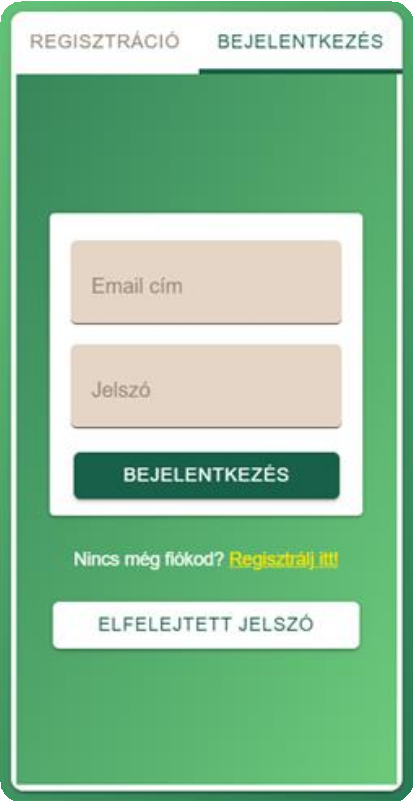 REGISZTRÁCIÓ BEJELENTKEZÉS
Email cím
Jelszó
BEJELENTKEZÉS
Nincs még fiókod? Regisztrálj itt!
ELFELEJTETT JELSZÓ